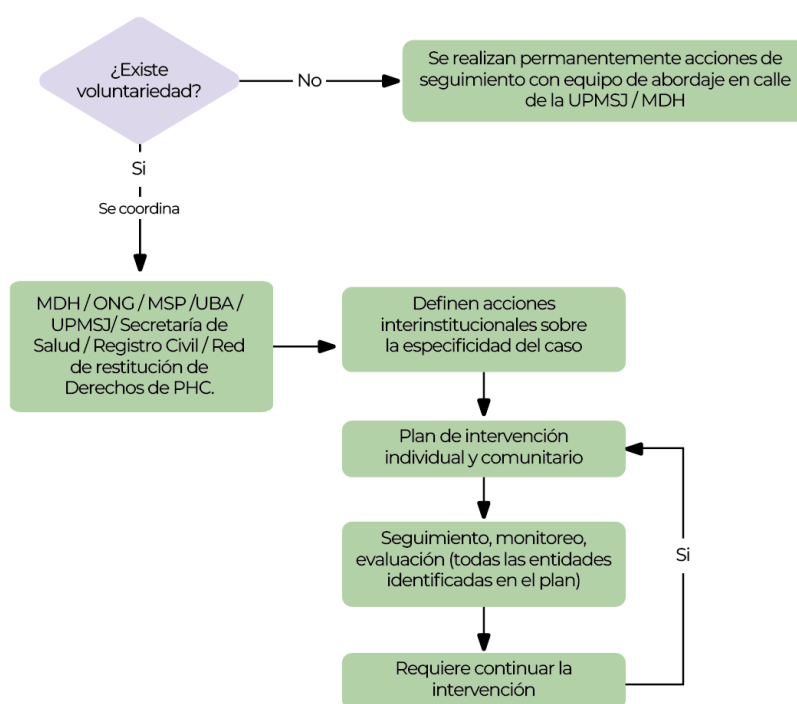 ¿Existe
voluntariedad?
No
Se realizan permanentemente acciones de
seguimiento con equipo de abordaje en calle
de la UPMSJ / MDH
Si
Se coordina
MDH / ONG / MSP /UBA /
UPMSJ/ Secretaría de
Salud / Registro Civil / Red
de restitución de
Derechos de PHC.
Definen acciones
interinstitucionales sobre
la especificidad del caso
Plan de intervención
individual y comunitario
Seguimiento, monitoreo,
evaluación (todas las entidades
identificadas en el plan)
Si
Requiere continuar la
intervención